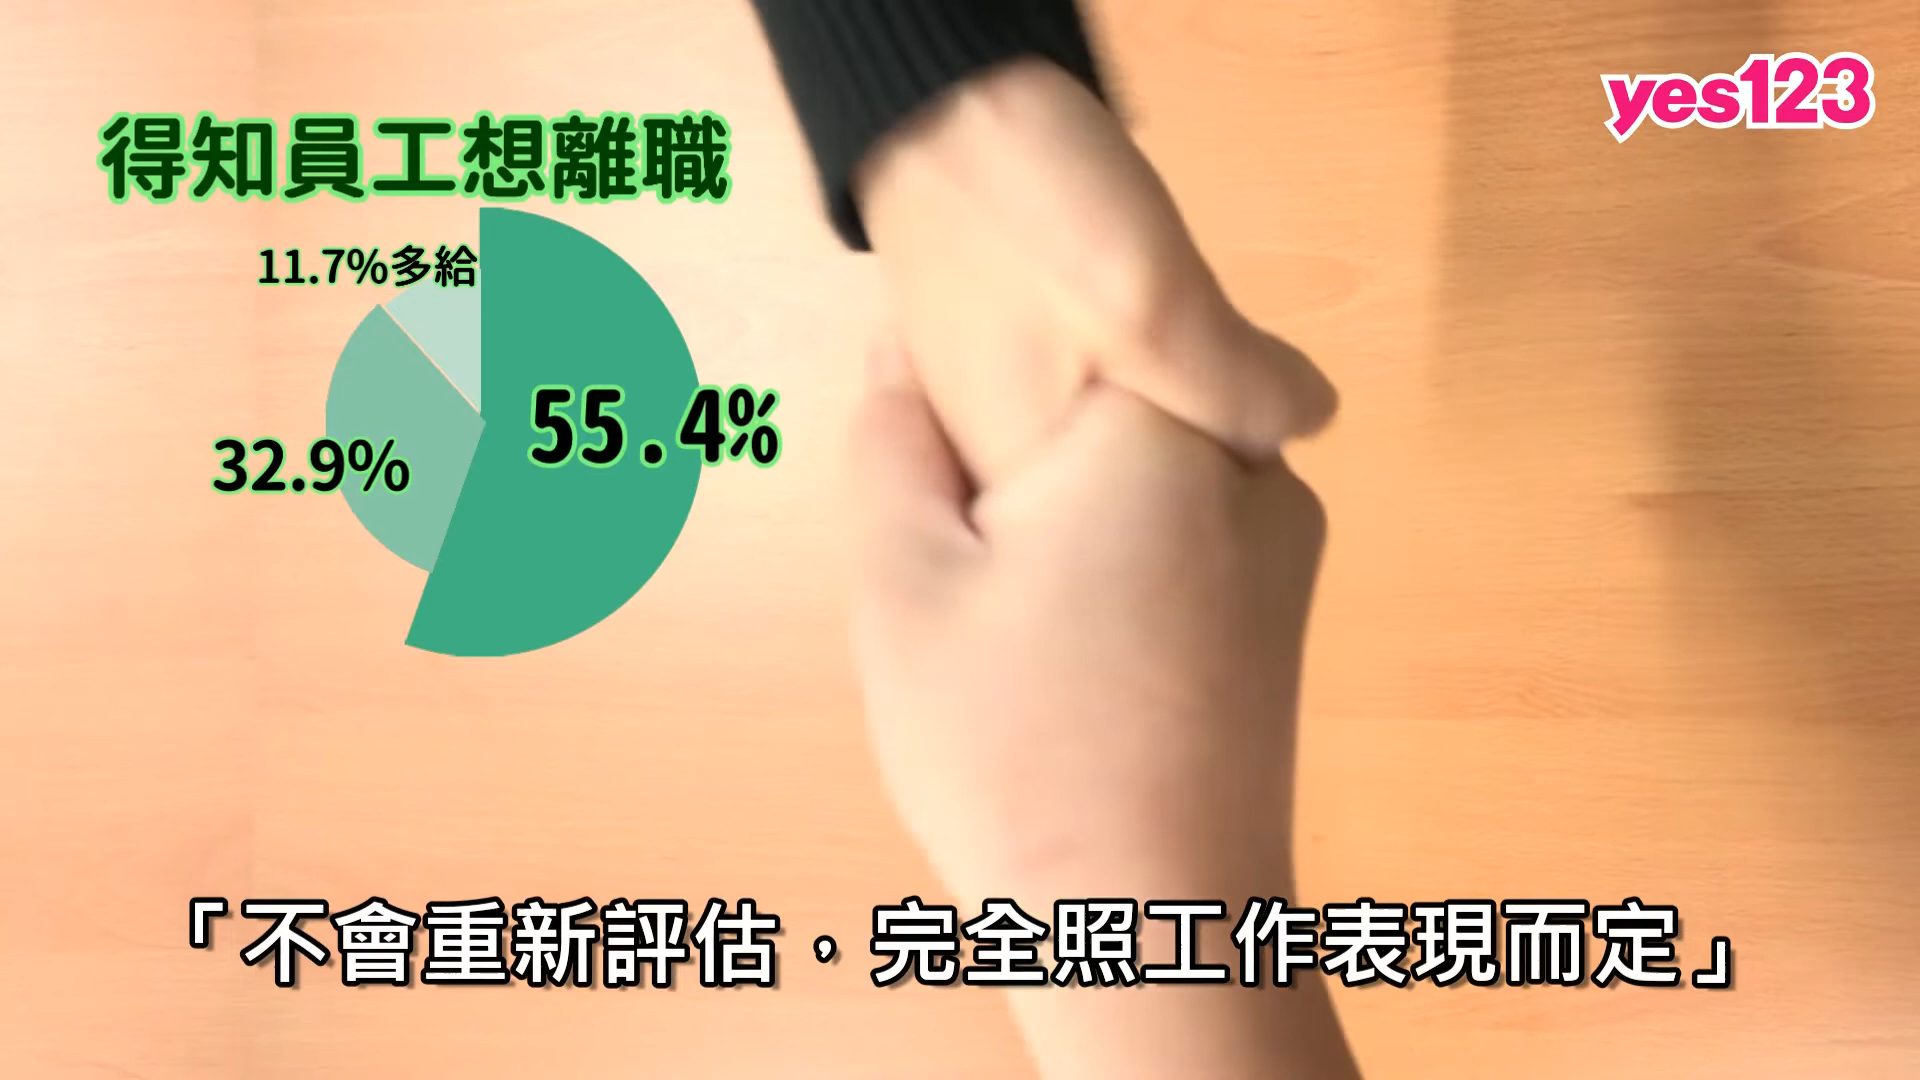 yes123
得知員工想離職
11.7%多給
55.4%
32.9%
「不會重新評估，完全照工作表現而定」